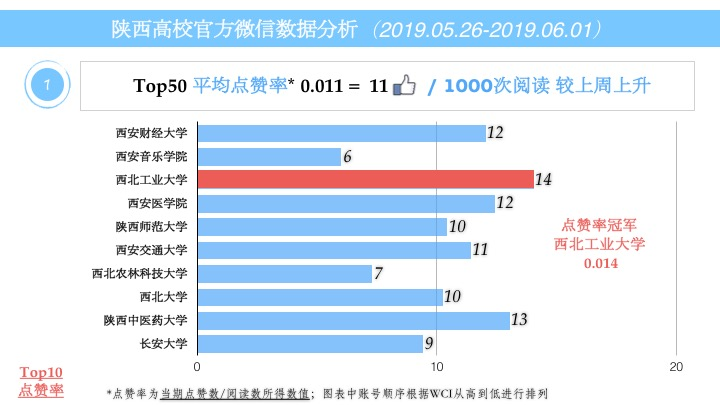 陕西高校官方微信数据分析（2019.05.26-2019.06.01）
1
Top50 平均点赞率* 0.011 = 11 / 1000次阅读 较上周上升
西安财经大学 12
西安音乐学院 6
西北工业大学 14
西安医学院 12
陕西师范大学 10
西安交通大学 11
西北农林科技大学 7
西北大学 10
陕西中医药大学 13
长安大学 9
点赞率冠军
西北工业大学
0.014
0 10 20
Top10
点赞率
*点赞率为当期点赞数/阅读数所得数值；图表中账号顺序根据WCI从高到低进行排列